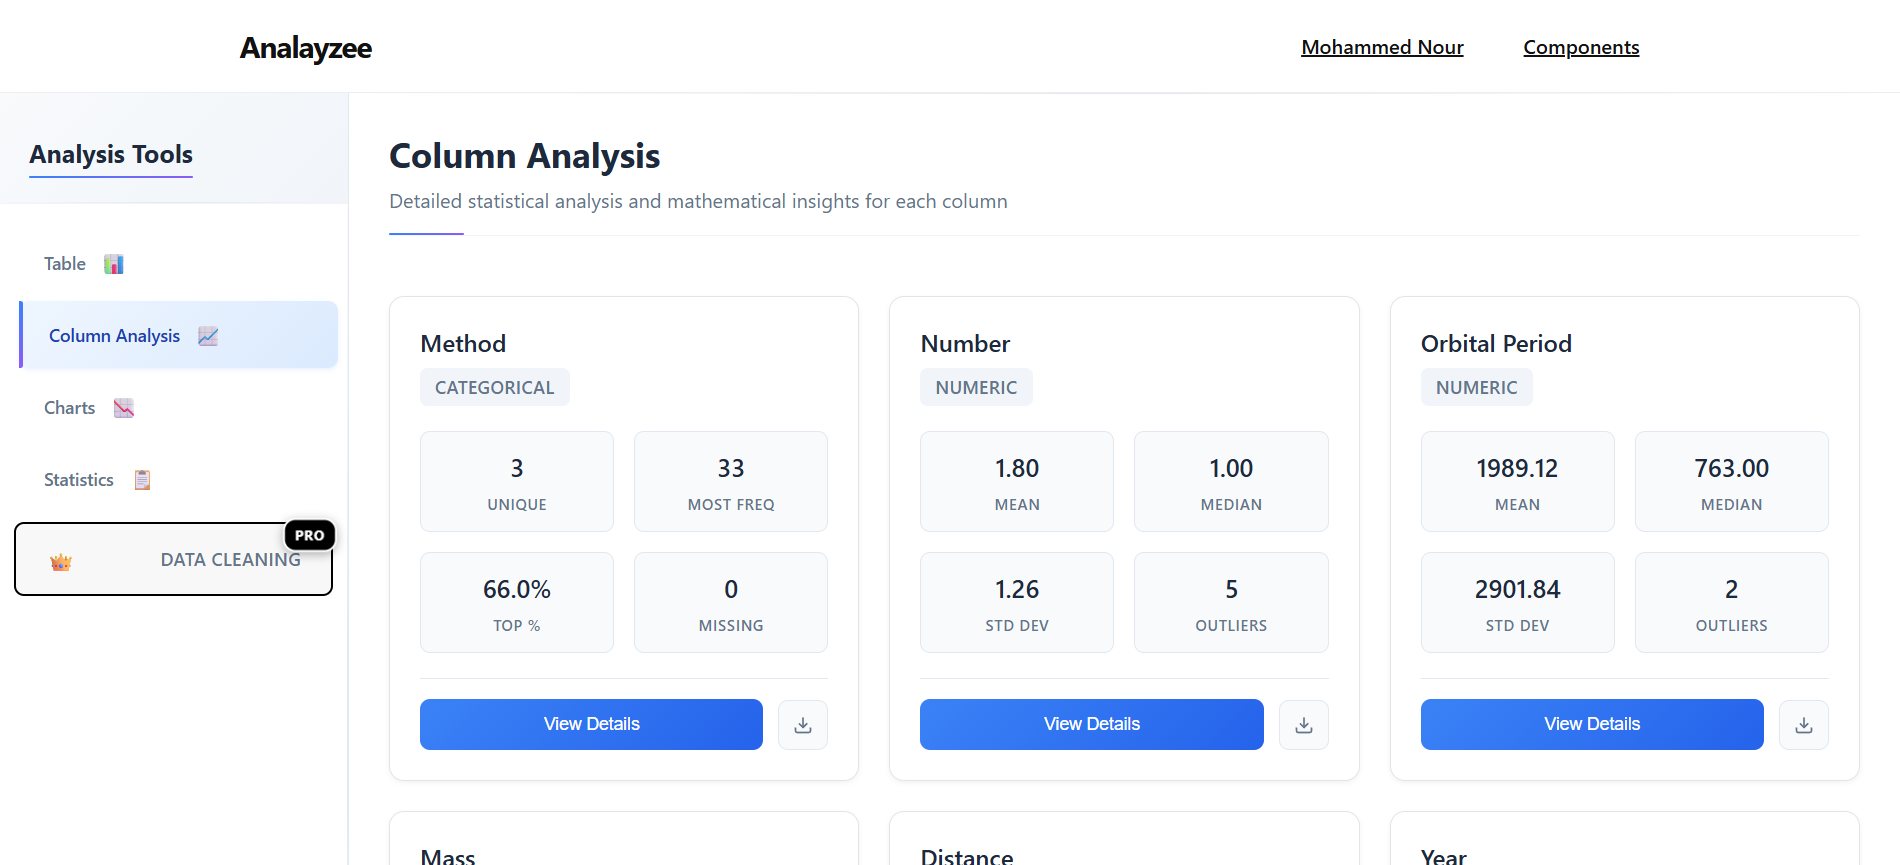 Analayzee
Mohammed Nour
Components
Analysis Tools
Table
Column Analysis
Charts
Statistics
PRO
DATA CLEANING
Column Analysis
Detailed statistical analysis and mathematical insights for each column
Method
CATEGORICAL
3
UNIQUE
33
MOST FREQ
66.0%
TOP %
0
MISSING
View Details
Number
NUMERIC
1.80
MEAN
1.00
MEDIAN
1.26
STD DEV
5
OUTLIERS
View Details
Orbital Period
NUMERIC
1989.12
MEAN
763.00
MEDIAN
2901.84
STD DEV
2
OUTLIERS
View Details
Mass
Distance
Year